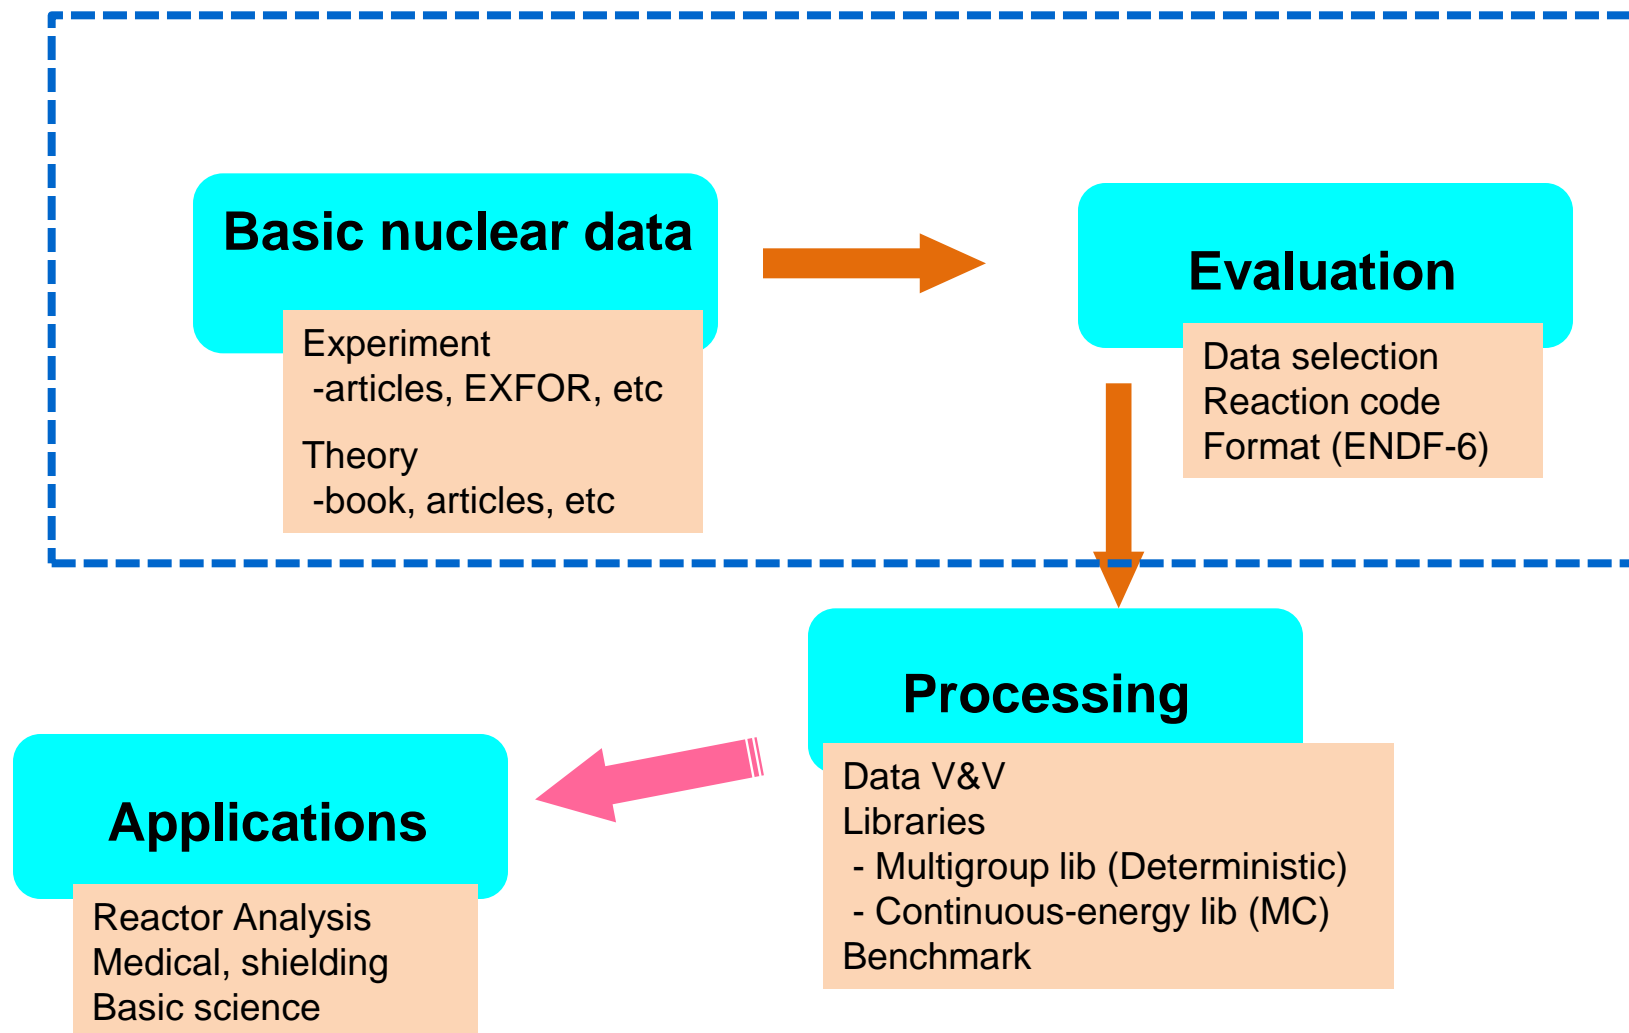 Basic nuclear data
Experiment
-articles, EXFOR, etc
Theory
-book, articles, etc
Evaluation
Data selection
Reaction code
Format (ENDF-6)
Processing
Data V&V
Libraries
- Multigroup lib (Deterministic)
- Continuous-energy lib (MC)
Benchmark
Applications
Reactor Analysis
Medical, shielding
Basic science